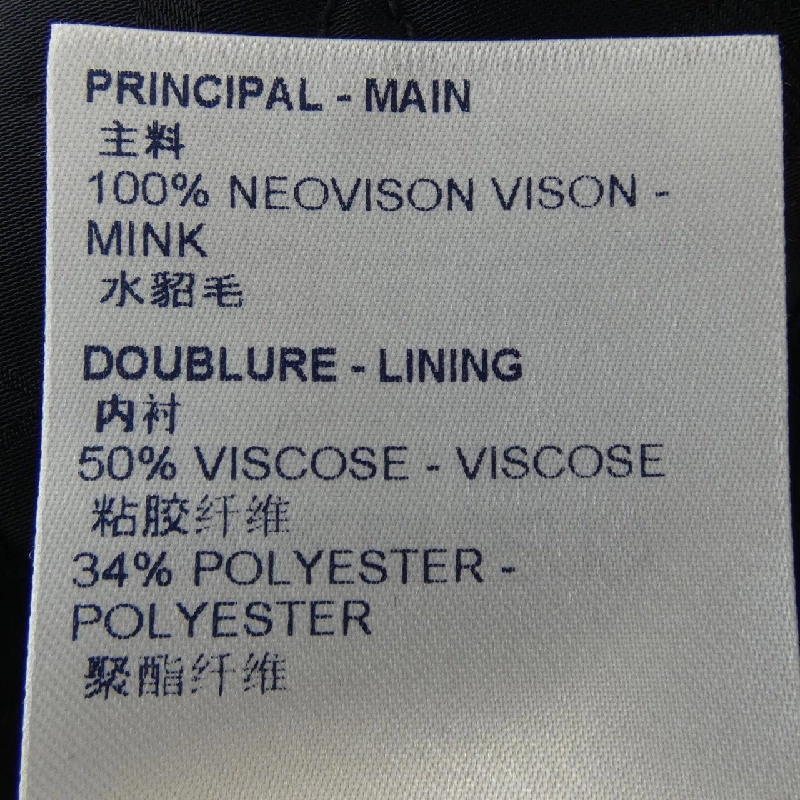 PRINCIPAL - MAIN
主料
100% NEOVISON VISON -
MINK
水貂毛
DOUBLURE - LINING
内衬
50% VISCOSE - VISCOSE
粘胶纤维
34% POLYESTER -
POLYESTER
聚酯纤维